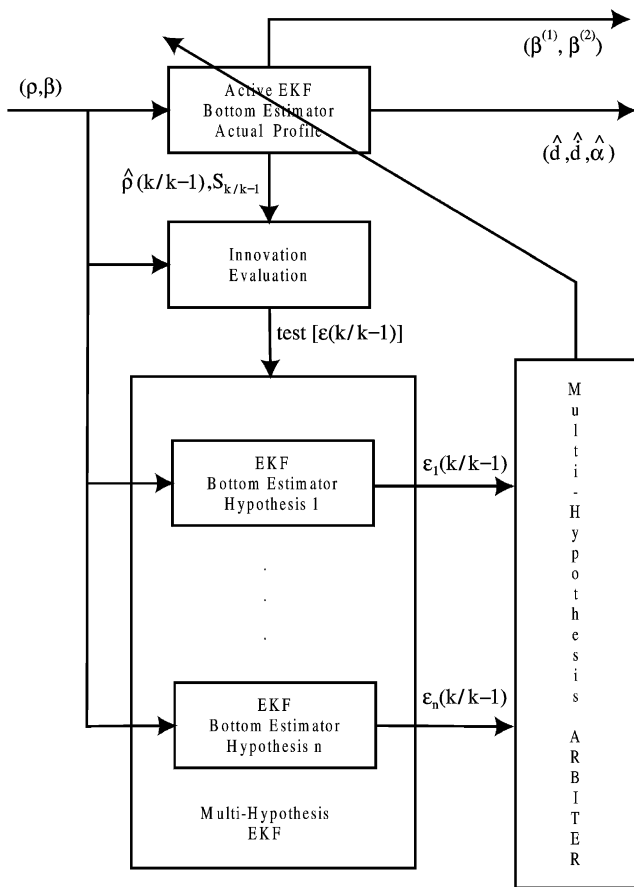 (β(1), β(2))
(ρ,β)
Active EKF
Bottom Estimator
Actual Profile
(d̂, d̂, α̂)
ρ̂(k/k−1),Sk/k−1
Innovation
Evaluation
test [ε(k/k−1)]
EKF
Bottom Estimator
Hypothesis 1
ε1(k/k−1)
.
.
.
EKF
Bottom Estimator
Hypothesis n
εn(k/k−1)
Multi-Hypothesis
EKF
Multi-Hypothesis ARBITER